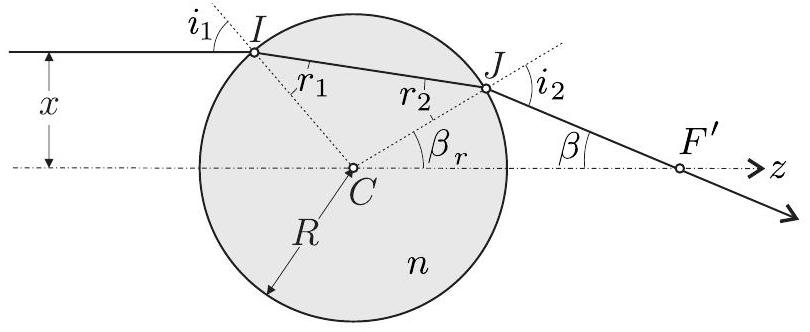 i₁
I
J
r₁
r₂
i₂
x
βᵣ
β
F′
z
C
R
n